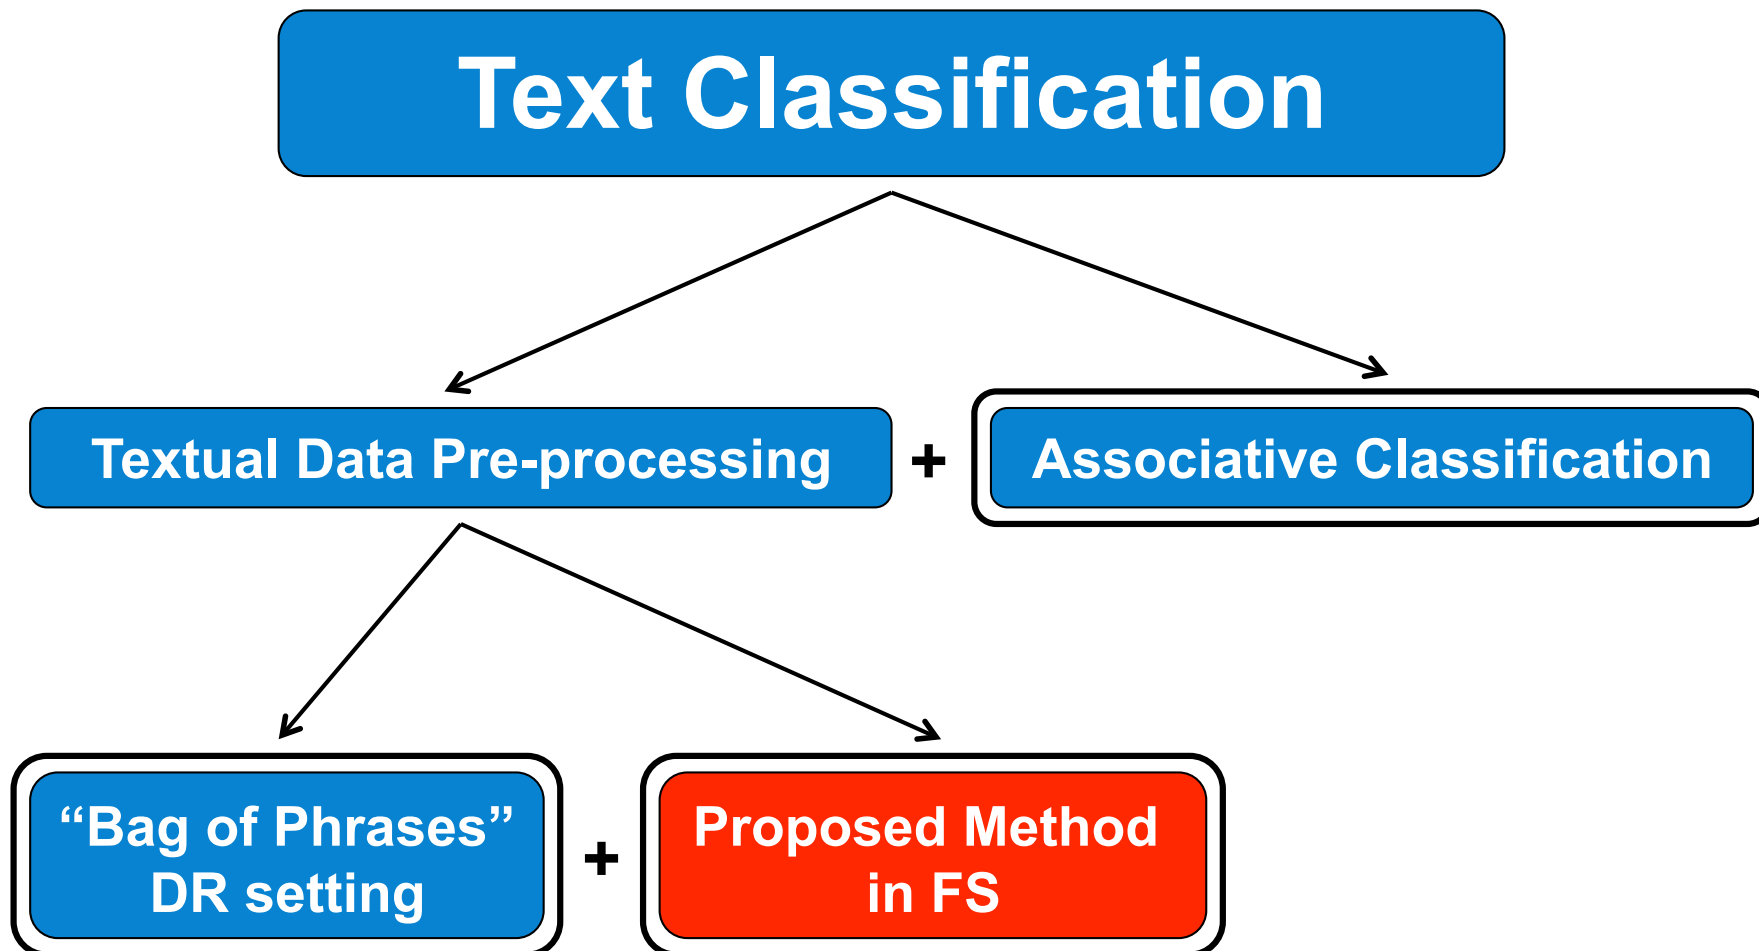 Text Classification
Textual Data Pre-processing + Associative Classification
“Bag of Phrases” + Proposed Method
DR setting in FS